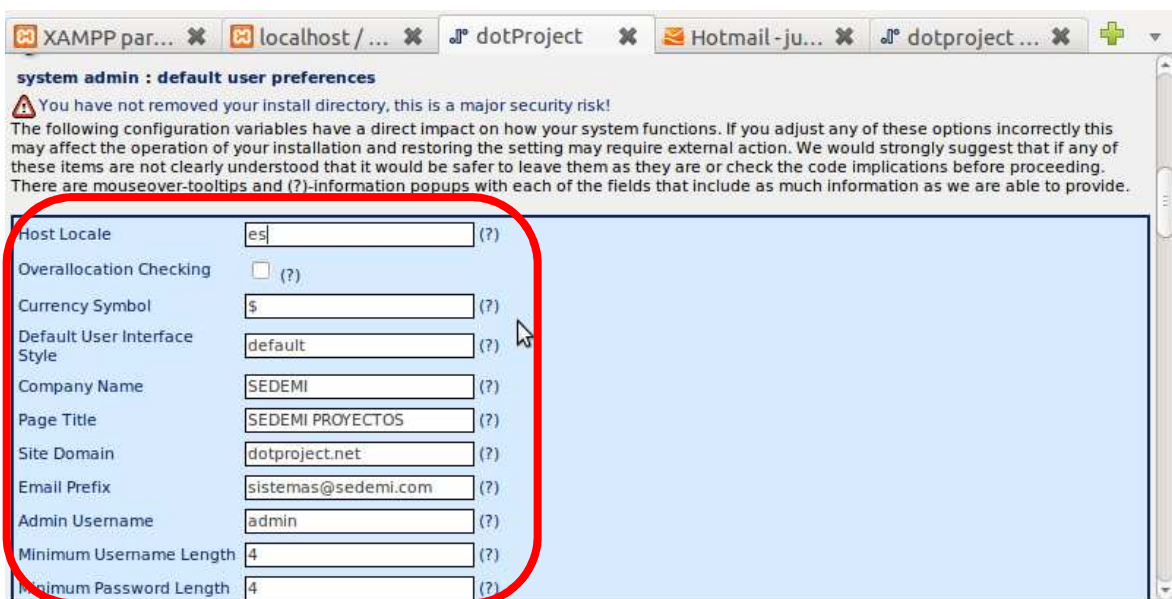 XAMPP par... localhost / ... dotProject Hotmail - ju... dotproject ...
system admin : default user preferences
You have not removed your install directory, this is a major security risk!
The following configuration variables have a direct impact on how your system functions. If you adjust any of these options incorrectly this
may affect the operation of your installation and restoring the setting may require external action. We would strongly suggest that if any of
these items are not clearly understood that it would be safer to leave them as they are or check the code implications before proceeding.
There are mouseover-tooltips and (?)-information popups with each of the fields that include as much information as we are able to provide.
Host Locale es (?)
Overallocation Checking (?)
Currency Symbol $ (?)
Default User Interface
Style default (?)
Company Name SEDEMI (?)
Page Title SEDEMI PROYECTOS (?)
Site Domain dotproject.net (?)
Email Prefix sistemas@sedemi.com (?)
Admin Username admin (?)
Minimum Username Length 4 (?)
Minimum Password Length 4 (?)